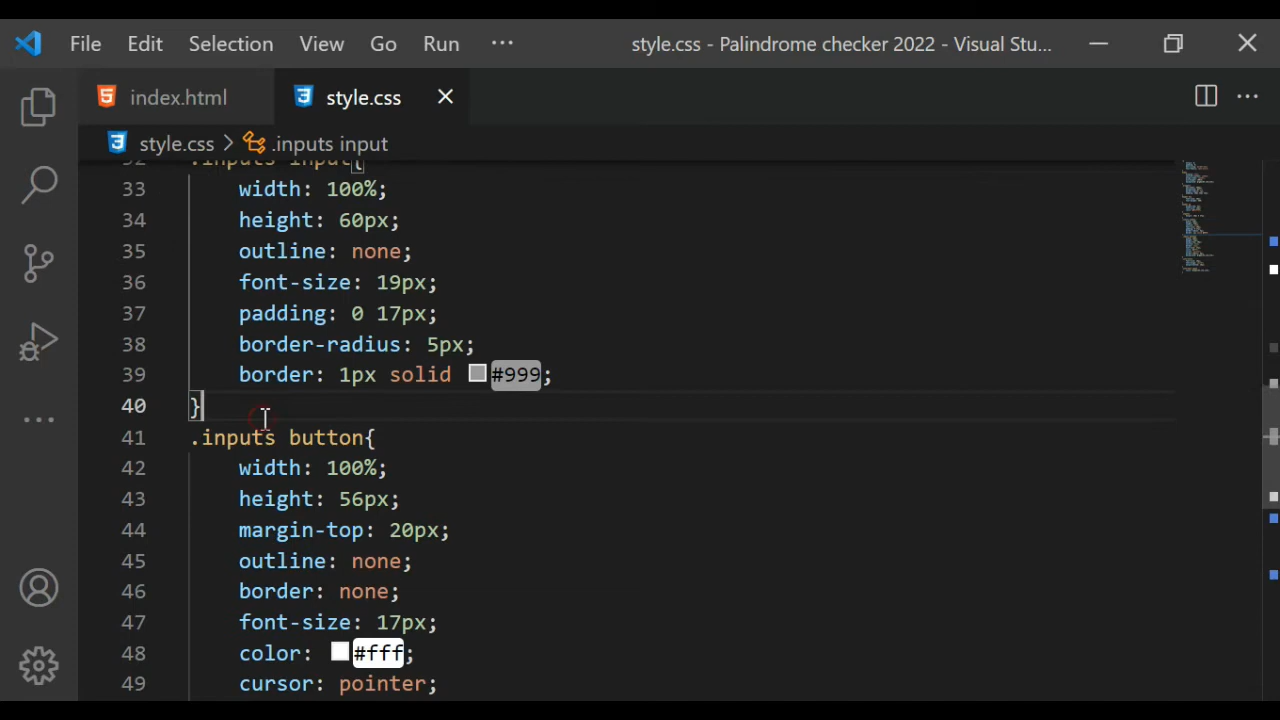 File Edit Selection View Go Run ··· style.css - Palindrome checker 2022 - Visual Stu...
index.html style.css
style.css > .inputs input
32 .inputs input{
33 width: 100%;
34 height: 60px;
35 outline: none;
36 font-size: 19px;
37 padding: 0 17px;
38 border-radius: 5px;
39 border: 1px solid #999;
40 }
41 .inputs button{
42 width: 100%;
43 height: 56px;
44 margin-top: 20px;
45 outline: none;
46 border: none;
47 font-size: 17px;
48 color: #fff;
49 cursor: pointer;